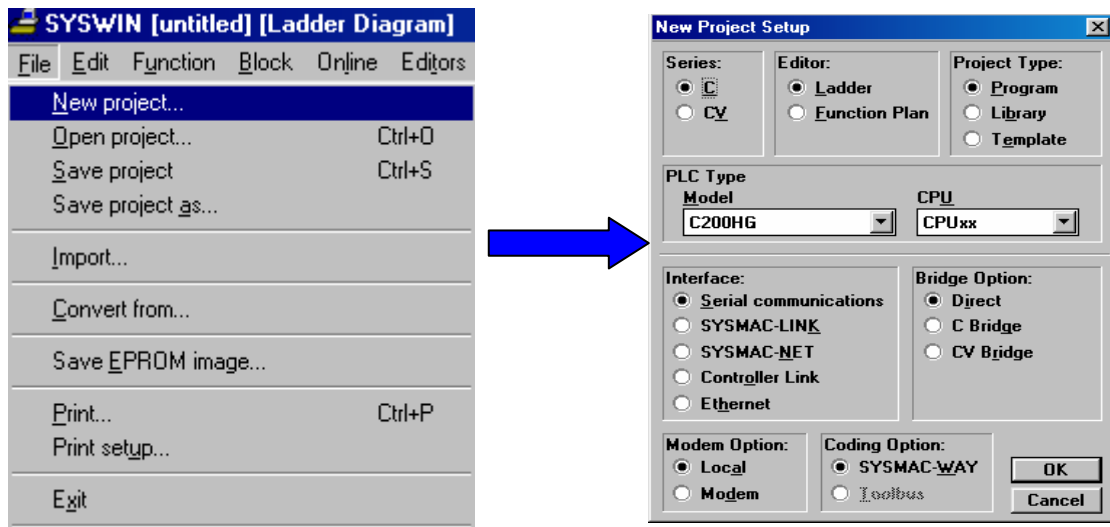 SYSWIN [untitled] [Ladder Diagram]
File Edit Function Block Online Editors
New project...
Open project... Ctrl+O
Save project Ctrl+S
Save project as...
Import...
Convert from...
Save EPROM image...
Print... Ctrl+P
Print setup...
Exit
New Project Setup
Series:
C
CV
Editor:
Ladder
Function Plan
Project Type:
Program
Library
Template
PLC Type
Model
C200HG
CPU
CPUxx
Interface:
Serial communications
SYSMAC-LINK
SYSMAC-NET
Controller Link
Ethernet
Bridge Option:
Direct
C Bridge
CV Bridge
Modem Option:
Local
Modem
Coding Option:
SYSMAC-WAY
Toolbus
OK
Cancel